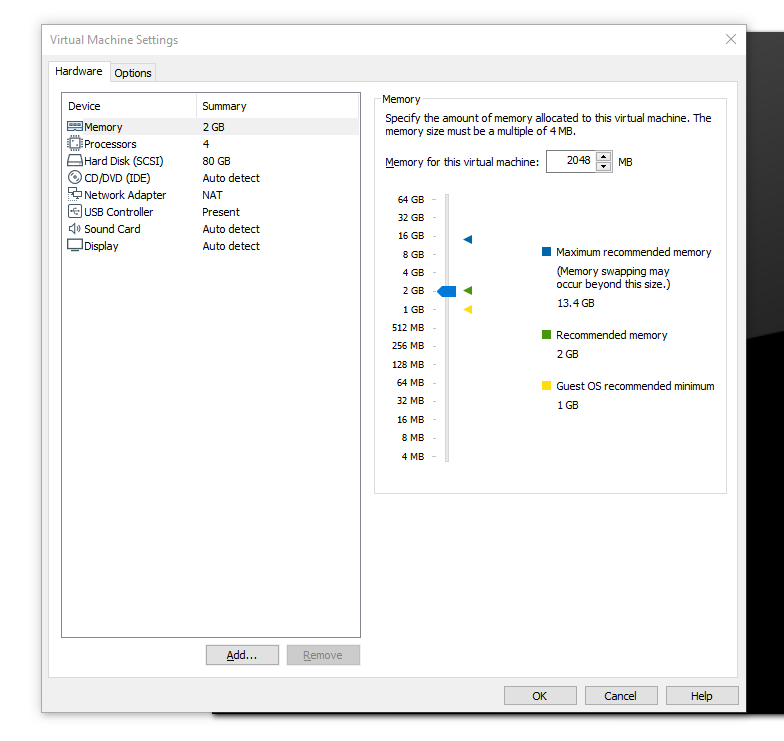 Virtual Machine Settings
Hardware
Options
Device Summary
Memory 2 GB
Processors 4
Hard Disk (SCSI) 80 GB
CD/DVD (IDE) Auto detect
Network Adapter NAT
USB Controller Present
Sound Card Auto detect
Display Auto detect
Add...
Remove
Memory
Specify the amount of memory allocated to this virtual machine. The
memory size must be a multiple of 4 MB.
Memory for this virtual machine: 2048 MB
64 GB
32 GB
16 GB
8 GB
4 GB
2 GB
1 GB
512 MB
256 MB
128 MB
64 MB
32 MB
16 MB
8 MB
4 MB
Maximum recommended memory
(Memory swapping may
occur beyond this size.)
13.4 GB
Recommended memory
2 GB
Guest OS recommended minimum
1 GB
OK
Cancel
Help